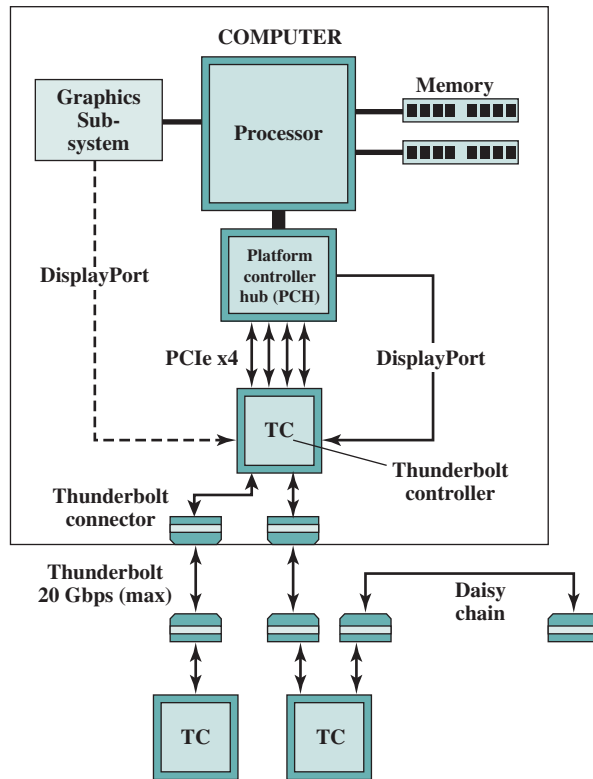 COMPUTER
Graphics
Sub-
system
Processor
Memory
DisplayPort
Platform
controller
hub (PCH)
PCIe x4
DisplayPort
TC
Thunderbolt
controller
Thunderbolt
connector
Thunderbolt
20 Gbps (max)
Daisy
chain
TC
TC